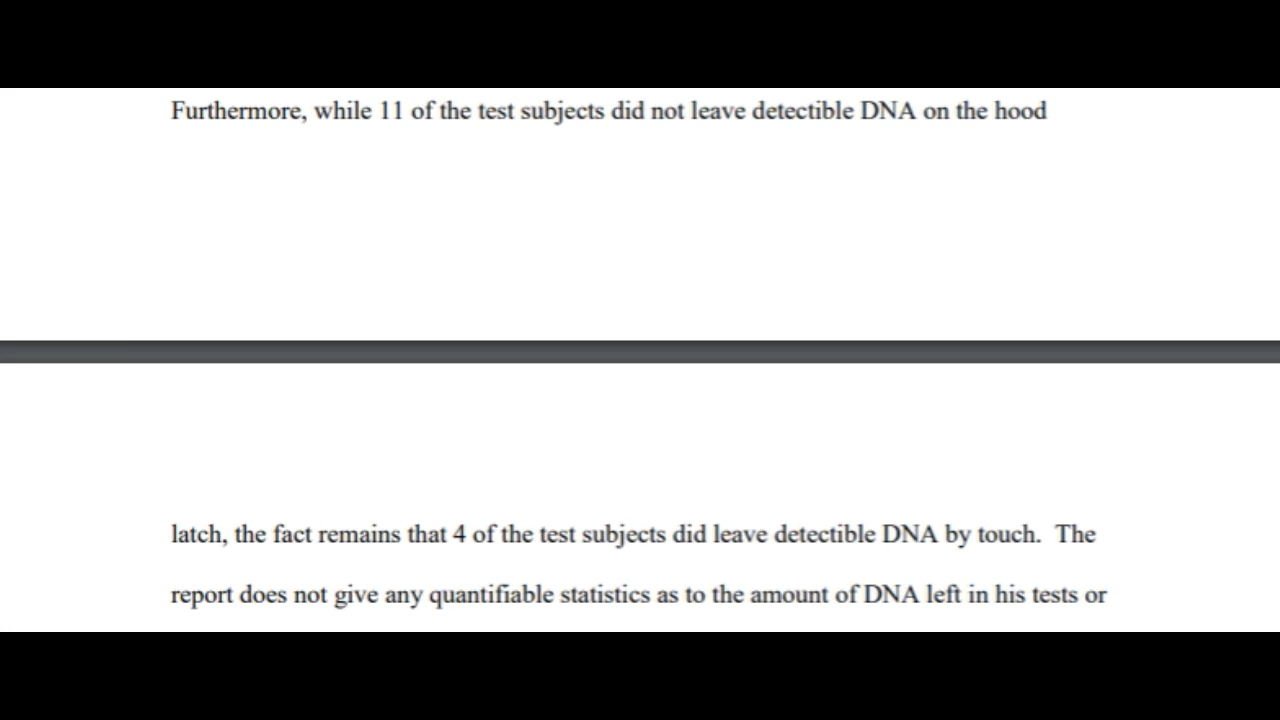 Furthermore, while 11 of the test subjects did not leave detectible DNA on the hood
latch, the fact remains that 4 of the test subjects did leave detectible DNA by touch.  The
report does not give any quantifiable statistics as to the amount of DNA left in his tests or